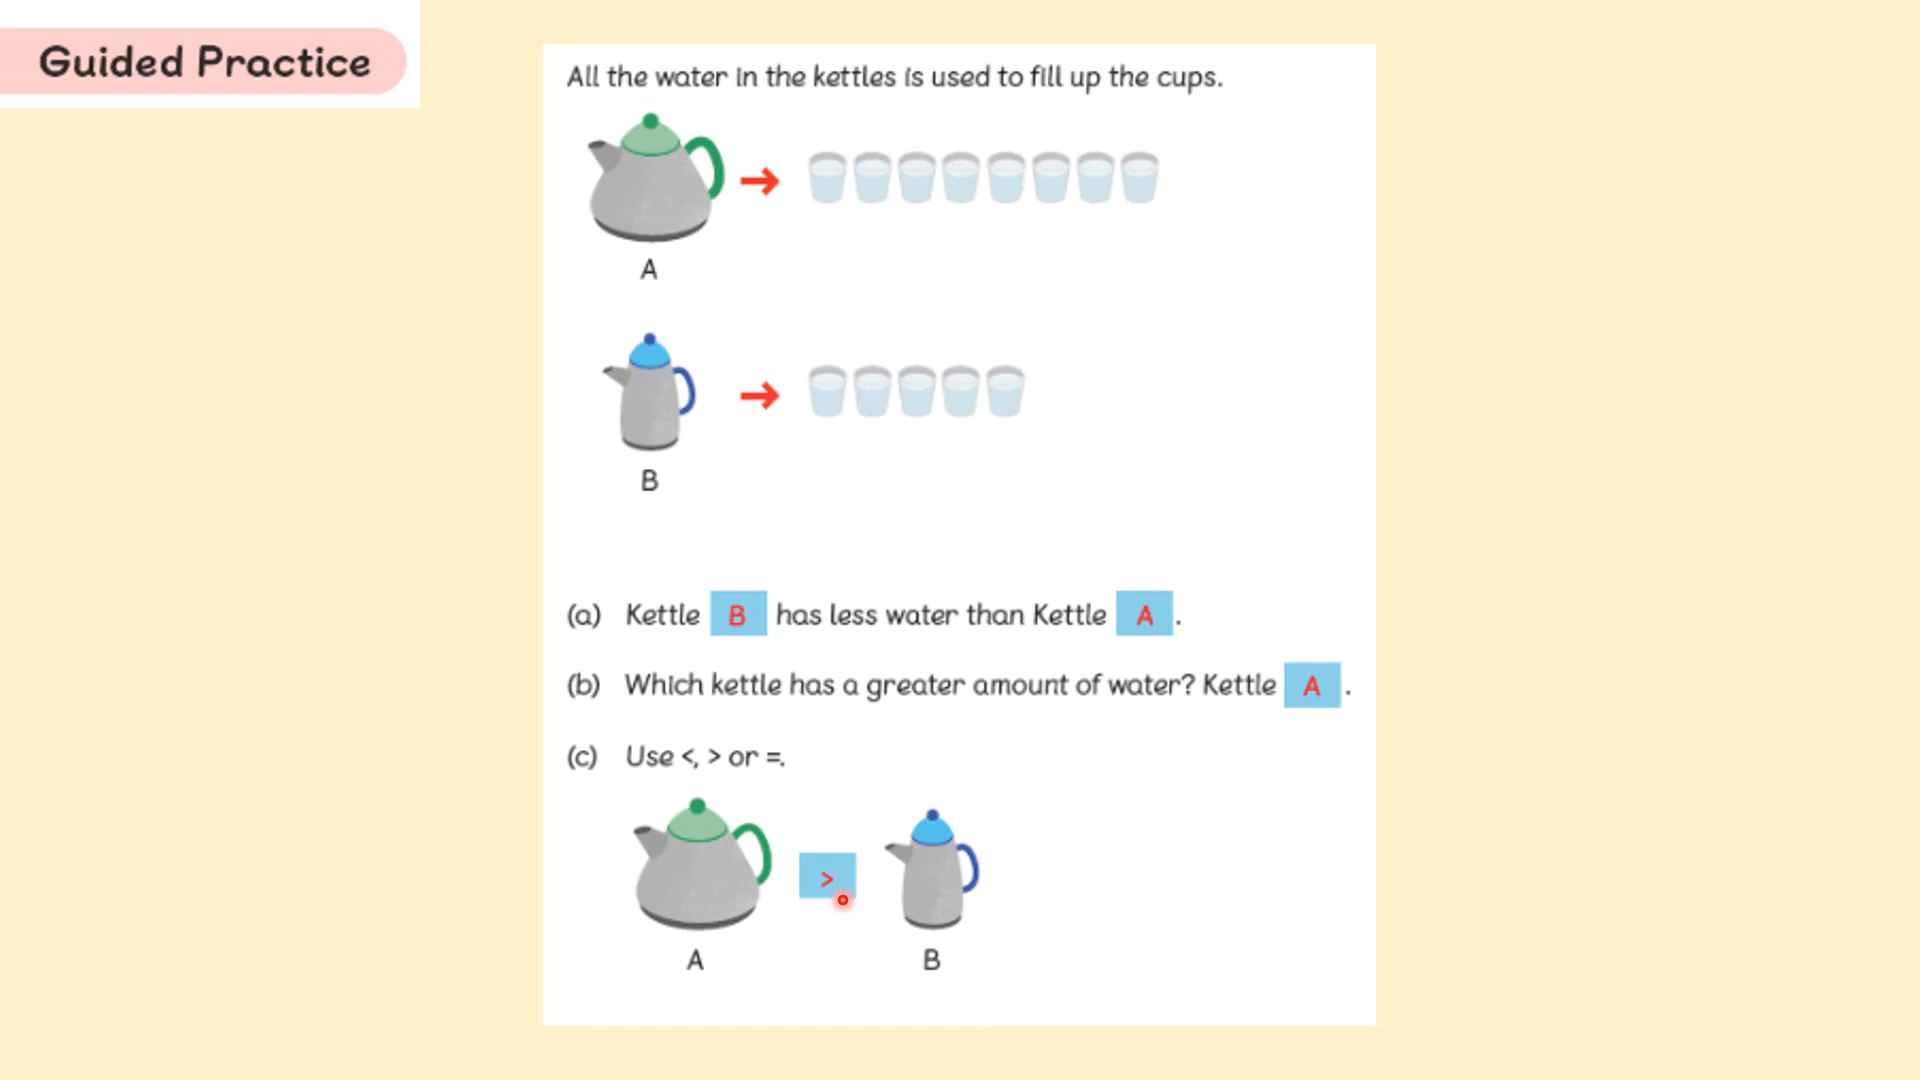 Guided Practice
All the water in the kettles is used to fill up the cups.
A
B
(a) Kettle B has less water than Kettle A .
(b) Which kettle has a greater amount of water? Kettle A .
(c) Use <, > or =.
>
A B